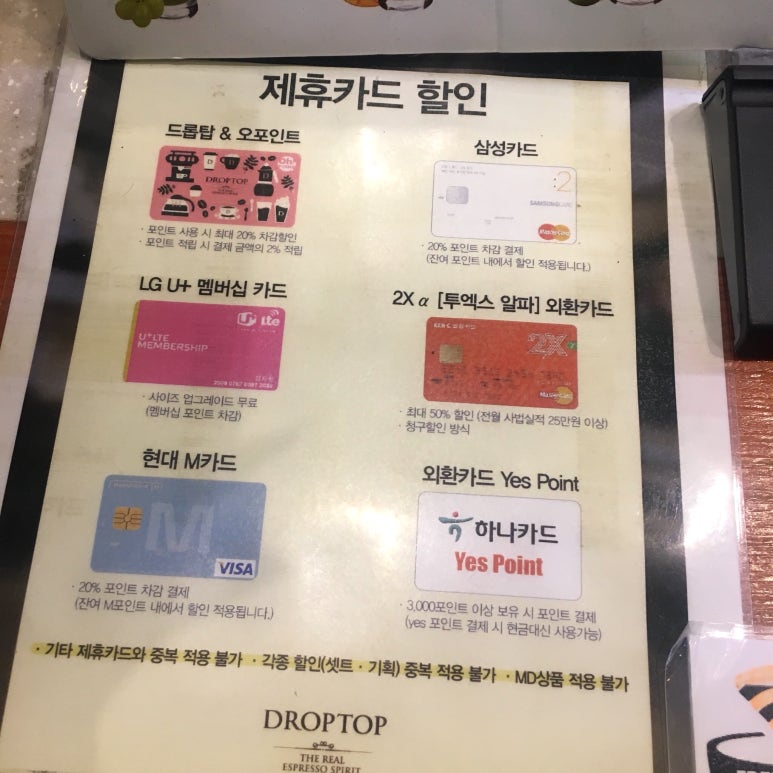 제휴카드 할인
드롭탑 & 오포인트
DROPTOP
· 포인트 사용 시 최대 20% 차감할인
· 포인트 적립 시 결제 금액의 2% 적립
삼성카드
2
SAMSUNG CARD
MasterCard
· 20% 포인트 차감 결제
(잔여 포인트 내에서 할인 적용됩니다.)
LG U+ 멤버십 카드
U+ lte
U+LTE
MEMBERSHIP
· 사이즈 업그레이드 무료
(멤버십 포인트 차감)
2X α [투엑스 알파] 외환카드
2X
MasterCard
· 최대 50% 할인 (전월 사법실적 25만원 이상)
· 청구할인 방식
현대 M카드
M
VISA
· 20% 포인트 차감 결제
(잔여 M포인트 내에서 할인 적용됩니다.)
외환카드 Yes Point
하나카드
Yes Point
· 3,000포인트 이상 보유 시 포인트 결제
(yes 포인트 결제 시 현금대신 사용가능)
· 기타 제휴카드와 중복 적용 불가 · 각종 할인(셋트 · 기획) 중복 적용 불가 · MD상품 적용 불가
DROPTOP
THE REAL
ESPRESSO SPIRIT